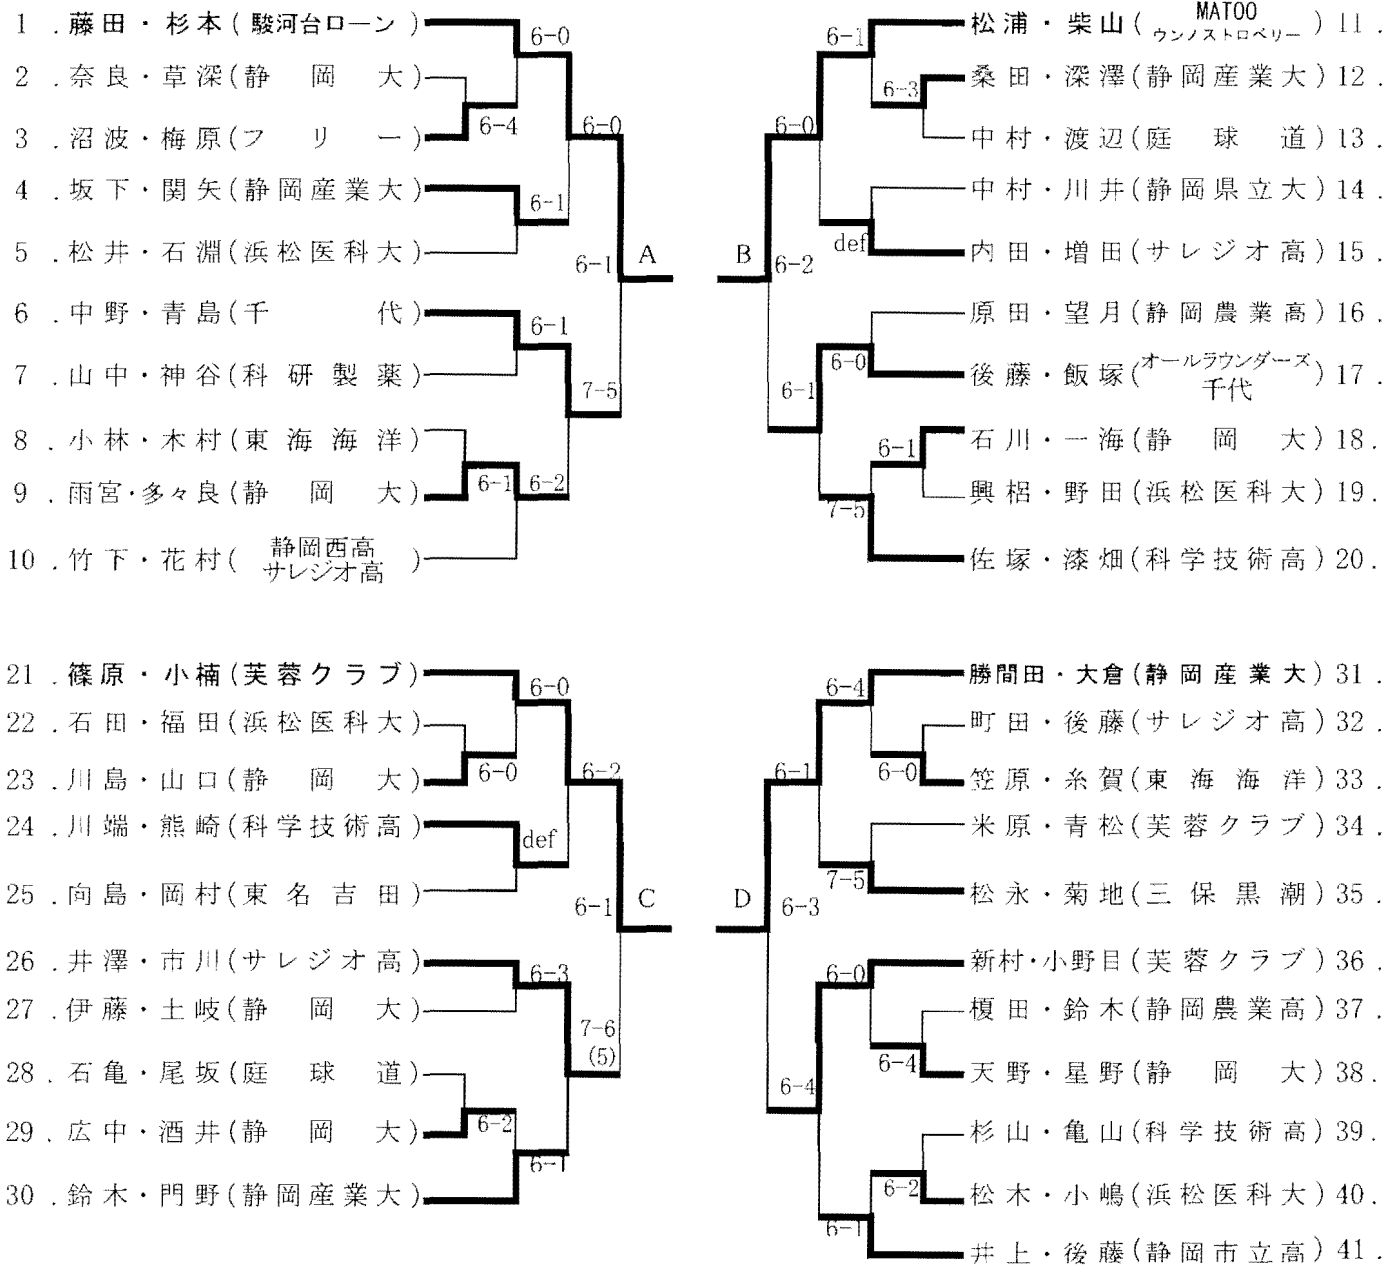 1 . 藤田・杉本(駿河台ローン)
2 . 奈良・草深(静岡大)
3 . 沼波・梅原(フリー)
4 . 坂下・関矢(静岡産業大)
5 . 松井・石淵(浜松医科大)
6 . 中野・青島(千代)
7 . 山中・神谷(科研製薬)
8 . 小林・木村(東海海洋)
9 . 雨宮・多々良(静岡大)
10 . 竹下・花村(静岡西高 サレジオ高)
6-0
6-4
6-0
6-1
6-1
A
6-1
7-5
6-1
6-2
松浦・柴山(MATOO ウンノストロベリー) 11 .
桑田・深澤(静岡産業大) 12 .
中村・渡辺(庭球道) 13 .
中村・川井(静岡県立大) 14 .
内田・増田(サレジオ高) 15 .
原田・望月(静岡農業高) 16 .
後藤・飯塚(オールラウンダーズ 千代) 17 .
石川・一海(静岡大) 18 .
興梠・野田(浜松医科大) 19 .
佐塚・漆畑(科学技術高) 20 .
6-1
6-3
6-0
def
B
6-2
6-0
6-1
6-1
7-5
21 . 篠原・小楠(芙蓉クラブ)
22 . 石田・福田(浜松医科大)
23 . 川島・山口(静岡大)
24 . 川端・熊崎(科学技術高)
25 . 向島・岡村(東名吉田)
26 . 井澤・市川(サレジオ高)
27 . 伊藤・土岐(静岡大)
28 . 石亀・尾坂(庭球道)
29 . 広中・酒井(静岡大)
30 . 鈴木・門野(静岡産業大)
6-0
6-0
6-2
def
6-1
C
6-3
7-6
(5)
6-2
6-1
勝間田・大倉(静岡産業大) 31 .
町田・後藤(サレジオ高) 32 .
笠原・糸賀(東海海洋) 33 .
米原・青松(芙蓉クラブ) 34 .
松永・菊地(三保黒潮) 35 .
新村・小野目(芙蓉クラブ) 36 .
榎田・鈴木(静岡農業高) 37 .
天野・星野(静岡大) 38 .
杉山・亀山(科学技術高) 39 .
松木・小嶋(浜松医科大) 40 .
井上・後藤(静岡市立高) 41 .
6-4
6-0
6-1
7-5
D
6-3
6-0
6-4
6-4
6-2
6-1